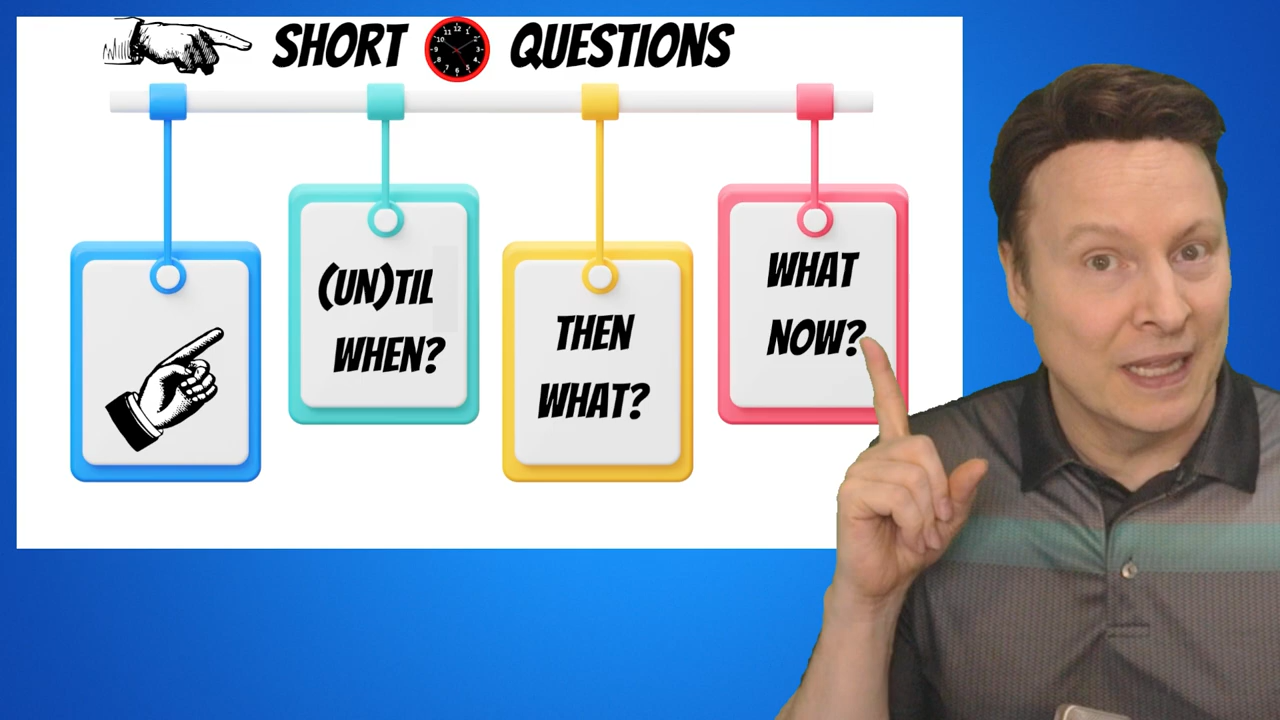 SHORT QUESTIONS
(UN)TIL
WHEN?
THEN
WHAT?
WHAT
NOW?